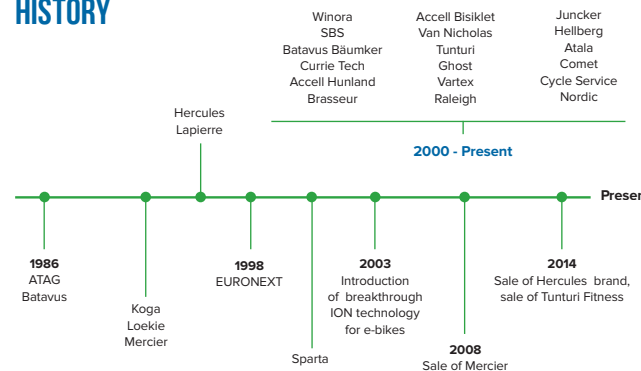 HISTORY
Winora
SBS
Batavus Bäumker
Currie Tech
Accell Hunland
Brasseur
Accell Bisiklet
Van Nicholas
Tunturi
Ghost
Vartex
Raleigh
Juncker
Hellberg
Atala
Comet
Cycle Service
Nordic
2000 - Present
Hercules
Lapierre
Presen
1986
ATAG
Batavus
Koga
Loekie
Mercier
1998
EURONEXT
Sparta
2003
Introduction
of breakthrough
ION technology
for e-bikes
2008
Sale of Mercier
2014
Sale of Hercules brand,
sale of Tunturi Fitness